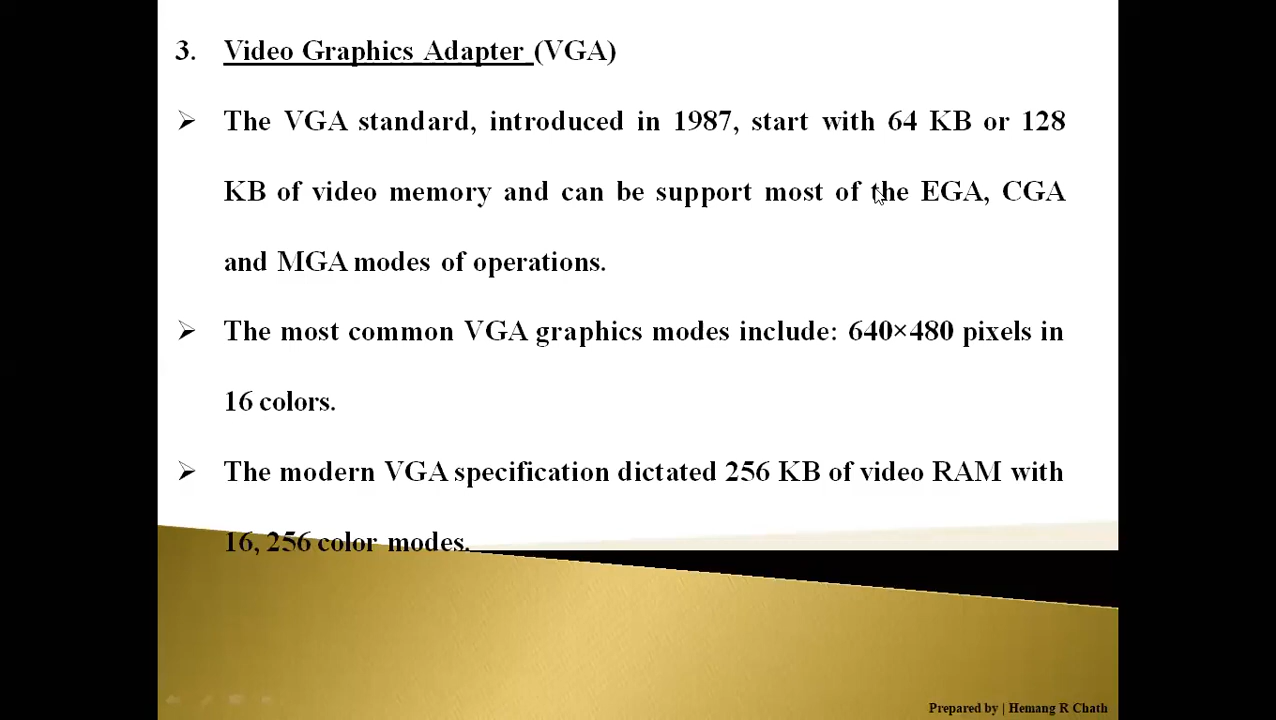 3. Video Graphics Adapter (VGA)
➢ The VGA standard, introduced in 1987, start with 64 KB or 128
KB of video memory and can be support most of the EGA, CGA
and MGA modes of operations.
➢ The most common VGA graphics modes include: 640×480 pixels in
16 colors.
➢ The modern VGA specification dictated 256 KB of video RAM with
16, 256 color modes.
Prepared by | Hemang R Chath